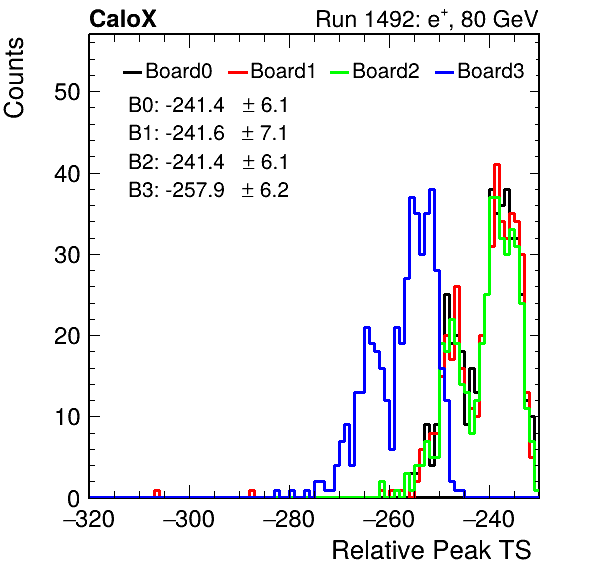 CaloX Run 1492: e⁺, 80 GeV
Counts
Board0 Board1 Board2 Board3
B0: -241.4 ± 6.1
B1: -241.6 ± 7.1
B2: -241.4 ± 6.1
B3: -257.9 ± 6.2
50
40
30
20
10
0
−320 −300 −280 −260 −240
Relative Peak TS